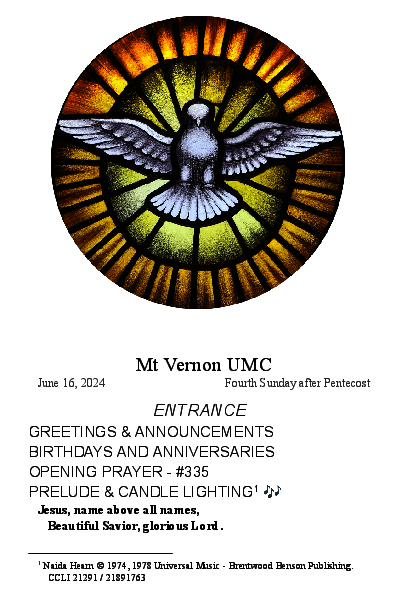 Mt Vernon UMC
June 16, 2024 Fourth Sunday after Pentecost
ENTRANCE
GREETINGS & ANNOUNCEMENTS
BIRTHDAYS AND ANNIVERSARIES
OPENING PRAYER - #335
PRELUDE & CANDLE LIGHTING¹ 🎶
Jesus, name above all names,
Beautiful Savior, glorious Lord.
¹ Naida Hearn © 1974, 1978 Universal Music - Brentwood Benson Publishing.
CCLI 21291 / 21891763